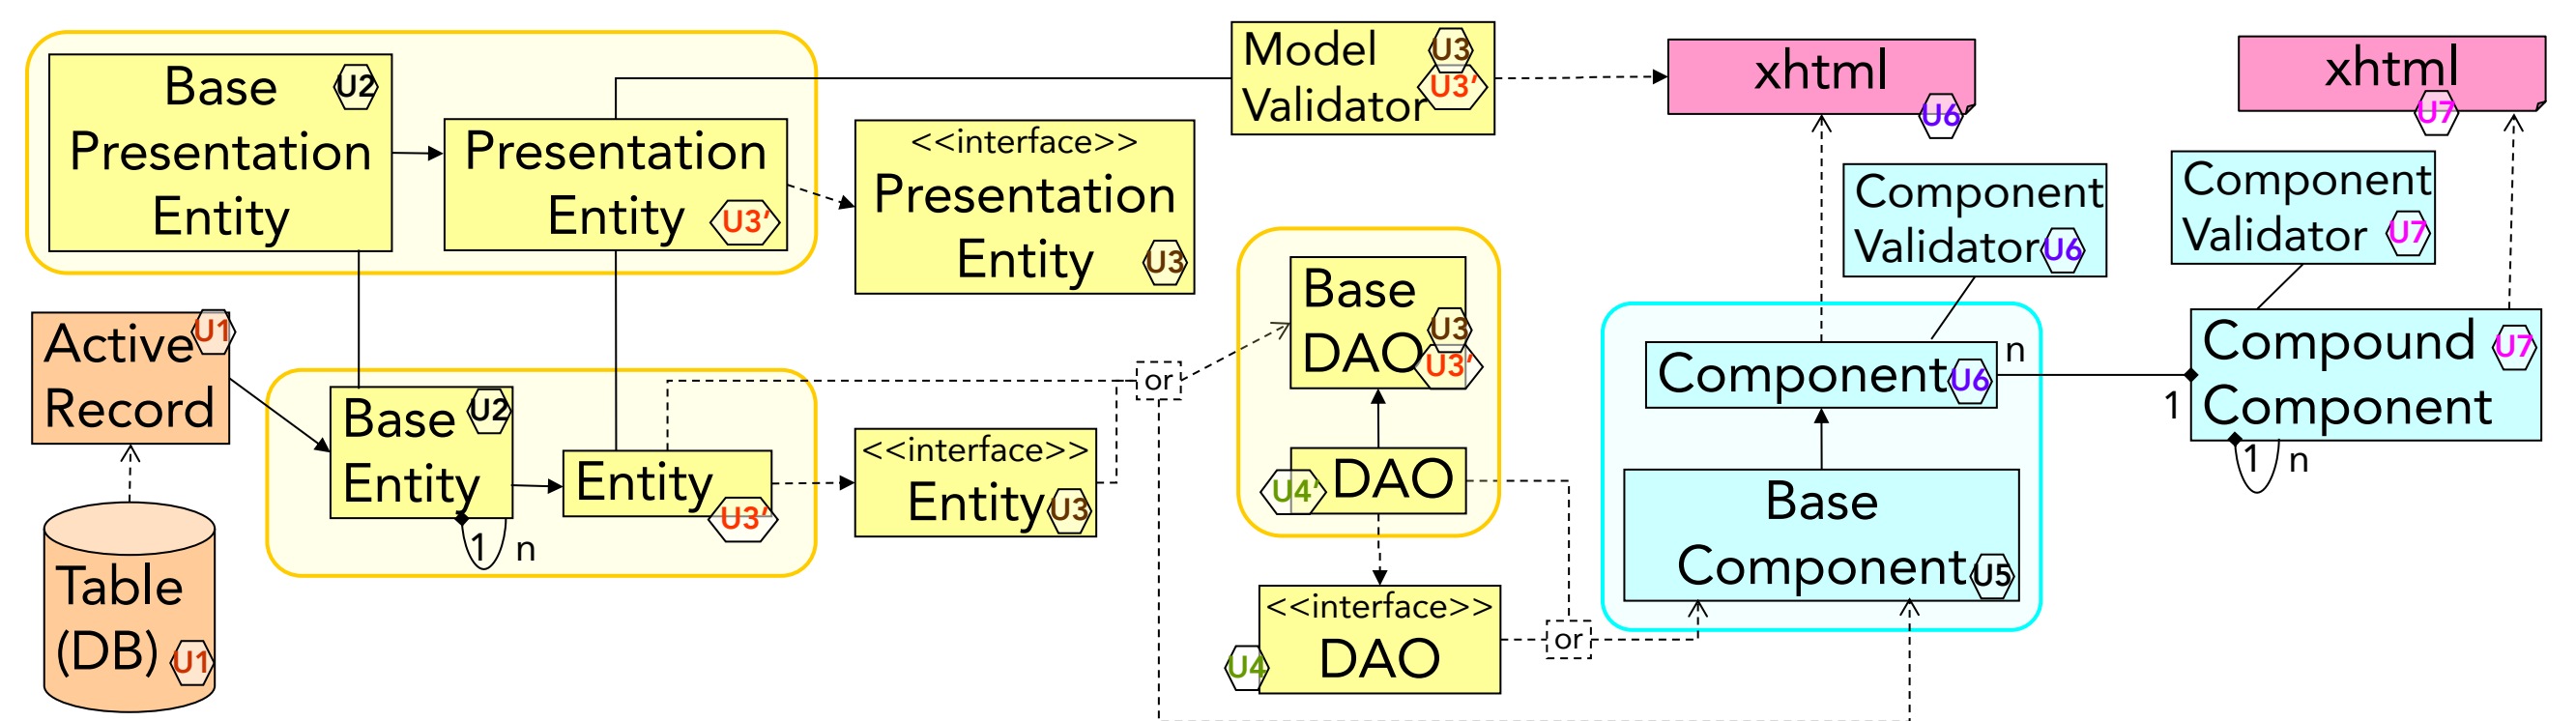 Base U2
Presentation
Entity
Presentation
Entity U3'
<<interface>>
Presentation
Entity U3
Model U3
Validator U3'
xhtml
U6
xhtml
U7
Component
Validator U6
Component
Validator U7
Active U1
Record
Table
(DB) U1
Base U2
Entity
1 n
Entity
U3'
<<interface>>
Entity U3
or
Base
DAO U3
U3'
U4' DAO
<<interface>>
DAO
U4
or
Component U6
n
1
Base
Component U5
Compound U7
Component
1 n